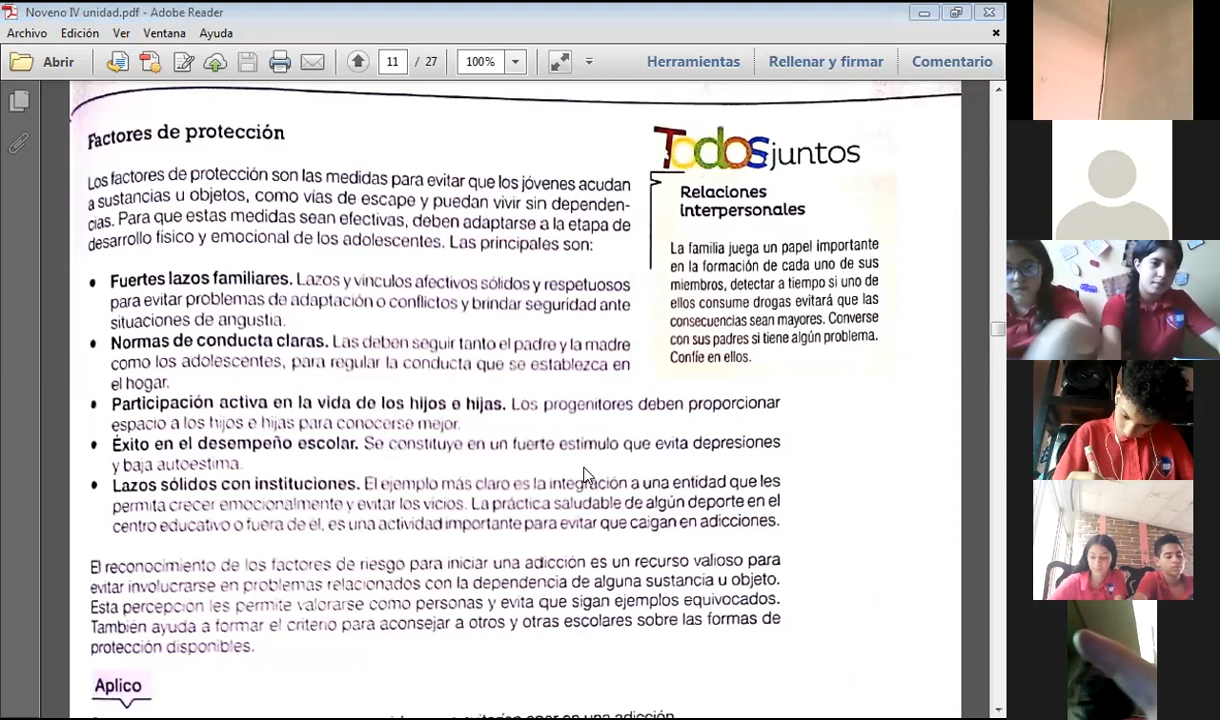 Noveno IV unidad.pdf - Adobe Reader
Archivo Edición Ver Ventana Ayuda
Abrir 11 / 27 100% Herramientas Rellenar y firmar Comentario
Factores de protección
Los factores de protección son las medidas para evitar que los jóvenes acudan
a sustancias u objetos, como vías de escape y puedan vivir sin dependen-
cias. Para que estas medidas sean efectivas, deben adaptarse a la etapa de
desarrollo físico y emocional de los adolescentes. Las principales son:
• Fuertes lazos familiares. Lazos y vínculos afectivos sólidos y respetuosos
para evitar problemas de adaptación o conflictos y brindar seguridad ante
situaciones de angustia.
• Normas de conducta claras. Las deben seguir tanto el padre y la madre
como los adolescentes, para regular la conducta que se establezca en
el hogar.
• Participación activa en la vida de los hijos e hijas. Los progenitores deben proporcionar
espacio a los hijos e hijas para conocerse mejor.
• Éxito en el desempeño escolar. Se constituye en un fuerte estímulo que evita depresiones
y baja autoestima.
• Lazos sólidos con instituciones. El ejemplo más claro es la integración a una entidad que les
permita crecer emocionalmente y evitar los vicios. La práctica saludable de algún deporte en el
centro educativo o fuera de él, es una actividad importante para evitar que caigan en adicciones.
El reconocimiento de los factores de riesgo para iniciar una adicción es un recurso valioso para
evitar involucrarse en problemas relacionados con la dependencia de alguna sustancia u objeto.
Esta percepción les permite valorarse como personas y evita que sigan ejemplos equivocados.
También ayuda a formar el criterio para aconsejar a otros y otras escolares sobre las formas de
protección disponibles.
Todos juntos
Relaciones
interpersonales
La familia juega un papel importante
en la formación de cada uno de sus
miembros, detectar a tiempo si uno de
ellos consume drogas evitará que las
consecuencias sean mayores. Converse
con sus padres si tiene algún problema.
Confíe en ellos.
Aplico
en una adicción